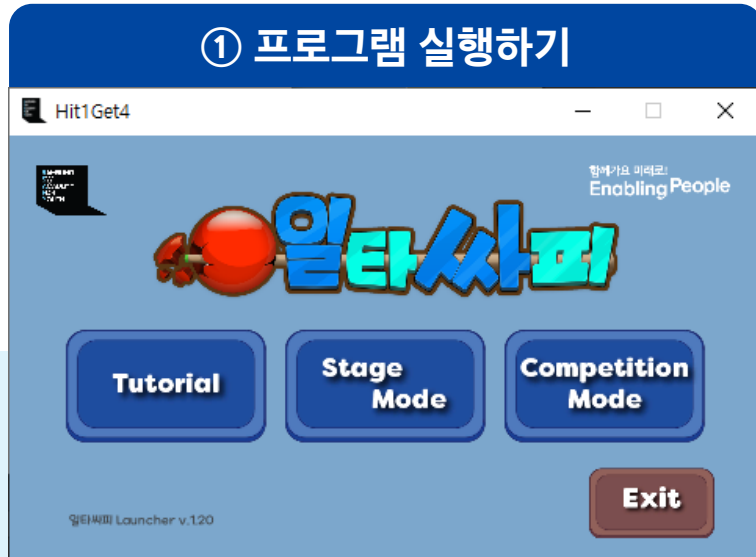 ① 프로그램 실행하기
Hit1Get4
함께가요 미래로!
Enabling People
일타싸피
Tutorial
Stage
Mode
Competition
Mode
Exit
일타싸피 Launcher v.1.20